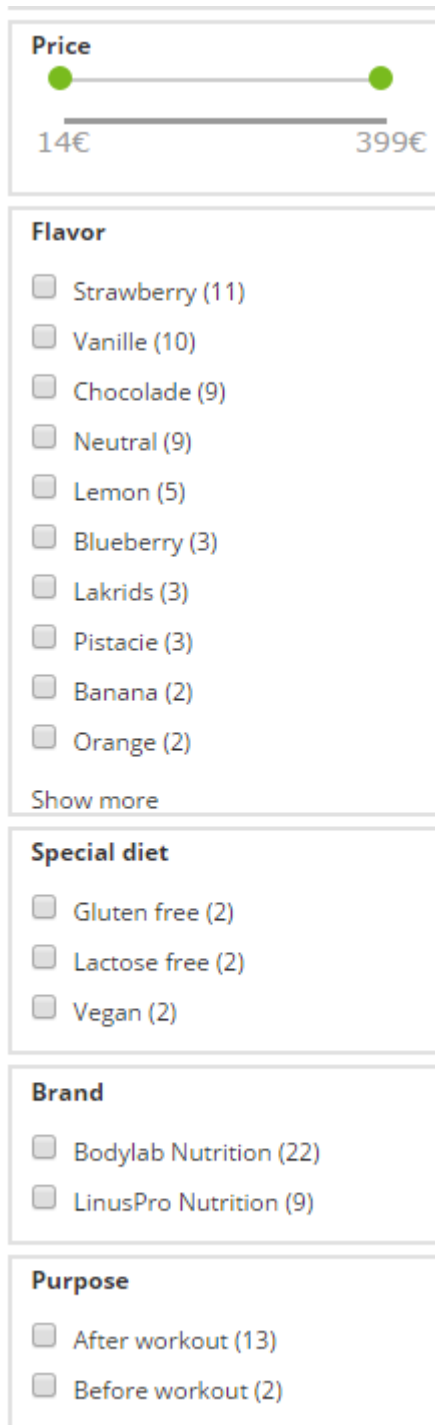 Price
14€ 399€
Flavor
Strawberry (11)
Vanille (10)
Chocolade (9)
Neutral (9)
Lemon (5)
Blueberry (3)
Lakrids (3)
Pistacie (3)
Banana (2)
Orange (2)
Show more
Special diet
Gluten free (2)
Lactose free (2)
Vegan (2)
Brand
Bodylab Nutrition (22)
LinusPro Nutrition (9)
Purpose
After workout (13)
Before workout (2)